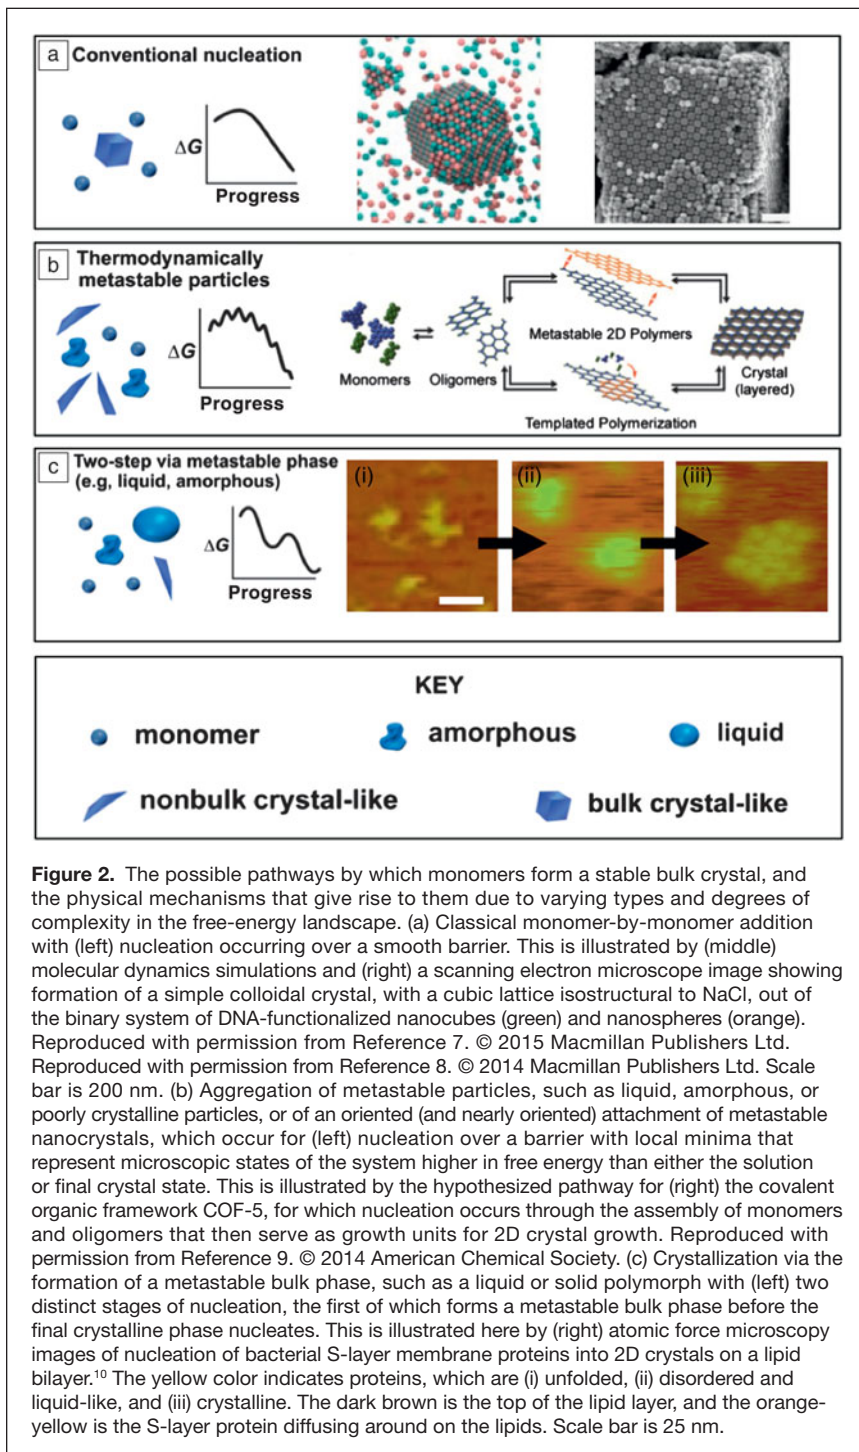 a Conventional nucleation
ΔG
Progress
b Thermodynamically
metastable particles
ΔG
Progress
Monomers
Oligomers
Metastable 2D Polymers
Templated Polymerization
Crystal
(layered)
c Two-step via metastable phase
(e.g, liquid, amorphous)
ΔG
Progress
(i)
(ii)
(iii)
KEY
monomer
amorphous
liquid
nonbulk crystal-like
bulk crystal-like
Figure 2. The possible pathways by which monomers form a stable bulk crystal, and
the physical mechanisms that give rise to them due to varying types and degrees of
complexity in the free-energy landscape. (a) Classical monomer-by-monomer addition
with (left) nucleation occurring over a smooth barrier. This is illustrated by (middle)
molecular dynamics simulations and (right) a scanning electron microscope image showing
formation of a simple colloidal crystal, with a cubic lattice isostructural to NaCl, out of
the binary system of DNA-functionalized nanocubes (green) and nanospheres (orange).
Reproduced with permission from Reference 7. © 2015 Macmillan Publishers Ltd.
Reproduced with permission from Reference 8. © 2014 Macmillan Publishers Ltd. Scale
bar is 200 nm. (b) Aggregation of metastable particles, such as liquid, amorphous, or
poorly crystalline particles, or of an oriented (and nearly oriented) attachment of metastable
nanocrystals, which occur for (left) nucleation over a barrier with local minima that
represent microscopic states of the system higher in free energy than either the solution
or final crystal state. This is illustrated by the hypothesized pathway for (right) the covalent
organic framework COF-5, for which nucleation occurs through the assembly of monomers
and oligomers that then serve as growth units for 2D crystal growth. Reproduced with
permission from Reference 9. © 2014 American Chemical Society. (c) Crystallization via the
formation of a metastable bulk phase, such as a liquid or solid polymorph with (left) two
distinct stages of nucleation, the first of which forms a metastable bulk phase before the
final crystalline phase nucleates. This is illustrated here by (right) atomic force microscopy
images of nucleation of bacterial S-layer membrane proteins into 2D crystals on a lipid
bilayer.¹⁰ The yellow color indicates proteins, which are (i) unfolded, (ii) disordered and
liquid-like, and (iii) crystalline. The dark brown is the top of the lipid layer, and the orange-
yellow is the S-layer protein diffusing around on the lipids. Scale bar is 25 nm.